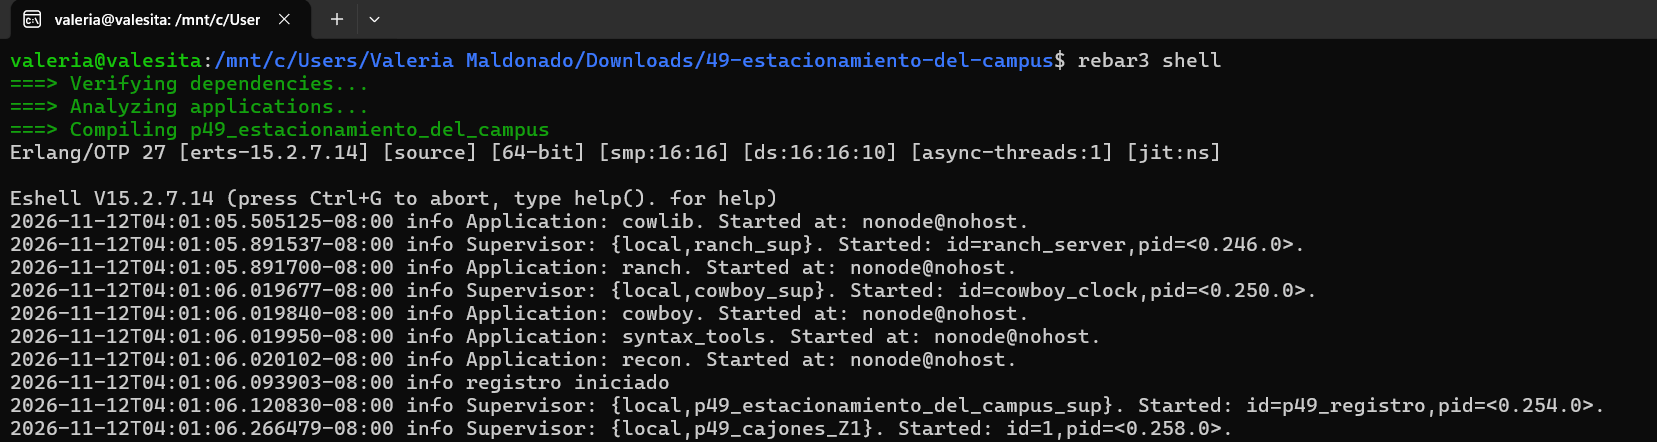 valeria@valesita: /mnt/c/User
valeria@valesita:/mnt/c/Users/Valeria Maldonado/Downloads/49-estacionamiento-del-campus$ rebar3 shell
===> Verifying dependencies...
===> Analyzing applications...
===> Compiling p49_estacionamiento_del_campus
Erlang/OTP 27 [erts-15.2.7.14] [source] [64-bit] [smp:16:16] [ds:16:16:10] [async-threads:1] [jit:ns]
Eshell V15.2.7.14 (press Ctrl+G to abort, type help(). for help)
2026-11-12T04:01:05.505125-08:00 info Application: cowlib. Started at: nonode@nohost.
2026-11-12T04:01:05.891537-08:00 info Supervisor: {local,ranch_sup}. Started: id=ranch_server,pid=<0.246.0>.
2026-11-12T04:01:05.891700-08:00 info Application: ranch. Started at: nonode@nohost.
2026-11-12T04:01:06.019677-08:00 info Supervisor: {local,cowboy_sup}. Started: id=cowboy_clock,pid=<0.250.0>.
2026-11-12T04:01:06.019840-08:00 info Application: cowboy. Started at: nonode@nohost.
2026-11-12T04:01:06.019950-08:00 info Application: syntax_tools. Started at: nonode@nohost.
2026-11-12T04:01:06.020102-08:00 info Application: recon. Started at: nonode@nohost.
2026-11-12T04:01:06.093903-08:00 info registro iniciado
2026-11-12T04:01:06.120830-08:00 info Supervisor: {local,p49_estacionamiento_del_campus_sup}. Started: id=p49_registro,pid=<0.254.0>.
2026-11-12T04:01:06.266479-08:00 info Supervisor: {local,p49_cajones_Z1}. Started: id=1,pid=<0.258.0>.